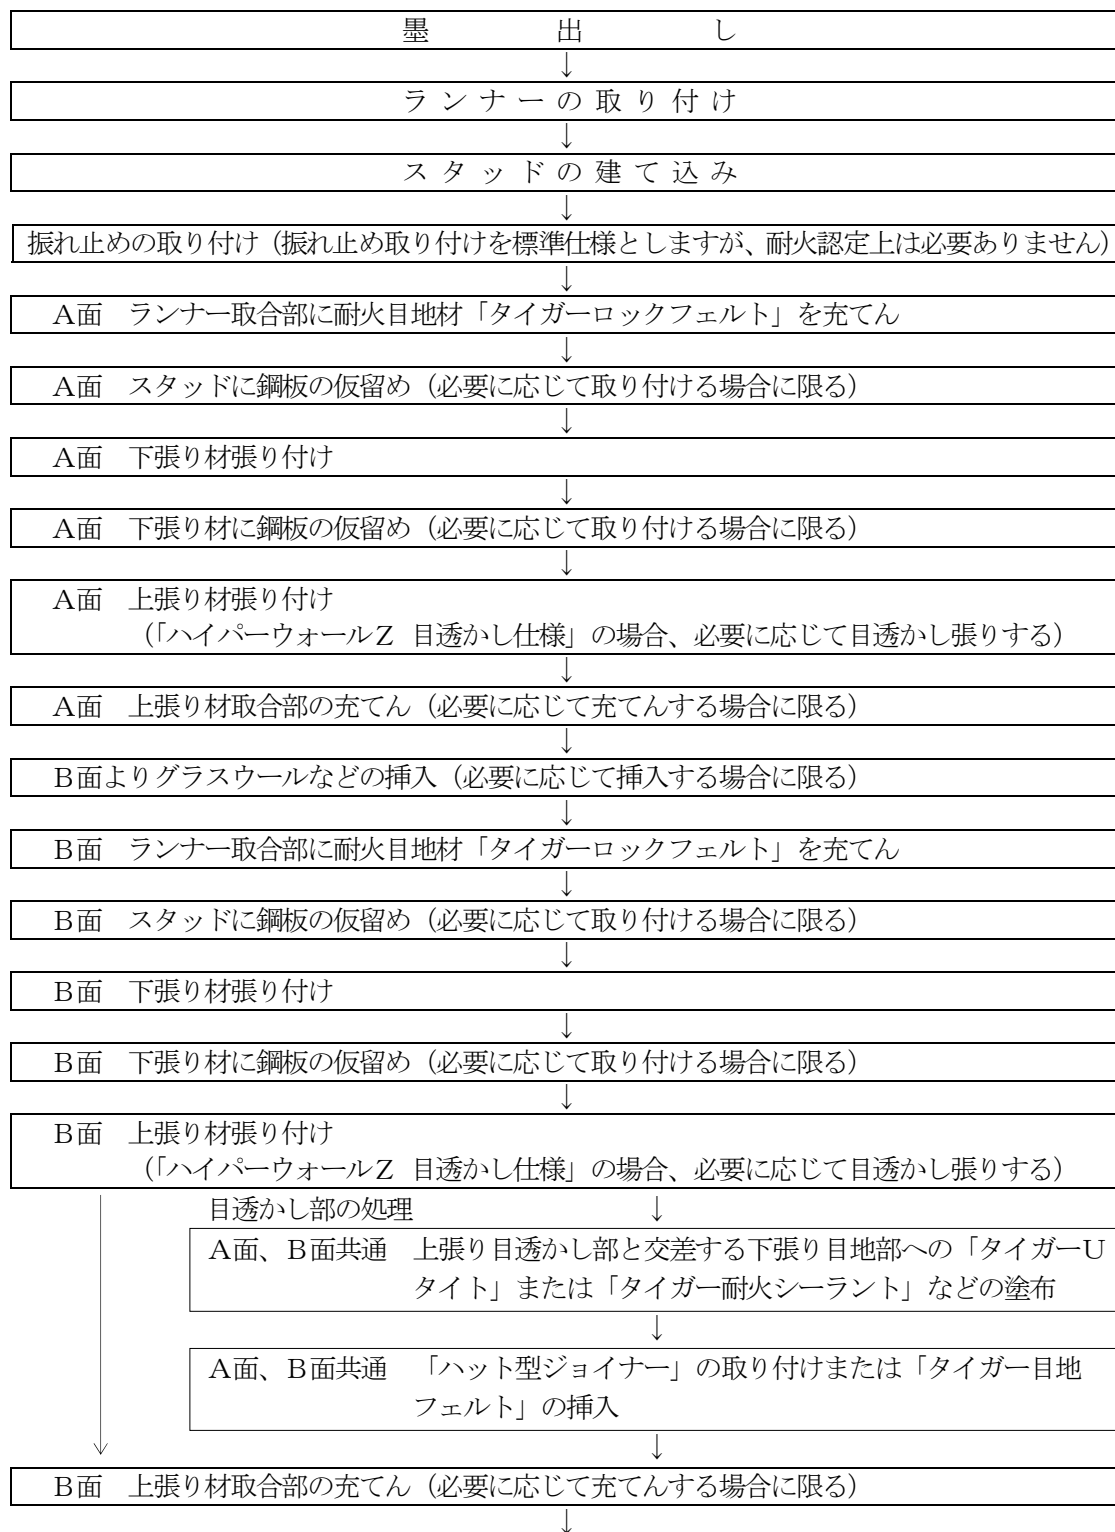 墨出し
↓
ランナーの取り付け
↓
スタッドの建て込み
↓
振れ止めの取り付け（振れ止め取り付けを標準仕様としますが、耐火認定上は必要ありません）
↓
Ａ面　ランナー取合部に耐火目地材「タイガーロックフェルト」を充てん
↓
Ａ面　スタッドに鋼板の仮留め（必要に応じて取り付ける場合に限る）
↓
Ａ面　下張り材張り付け
↓
Ａ面　下張り材に鋼板の仮留め（必要に応じて取り付ける場合に限る）
↓
Ａ面　上張り材張り付け
（「ハイパーウォールＺ 目透かし仕様」の場合、必要に応じて目透かし張りする）
↓
Ａ面　上張り材取合部の充てん（必要に応じて充てんする場合に限る）
↓
Ｂ面よりグラスウールなどの挿入（必要に応じて挿入する場合に限る）
↓
Ｂ面　ランナー取合部に耐火目地材「タイガーロックフェルト」を充てん
↓
Ｂ面　スタッドに鋼板の仮留め（必要に応じて取り付ける場合に限る）
↓
Ｂ面　下張り材張り付け
↓
Ｂ面　下張り材に鋼板の仮留め（必要に応じて取り付ける場合に限る）
↓
Ｂ面　上張り材張り付け
（「ハイパーウォールＺ 目透かし仕様」の場合、必要に応じて目透かし張りする）
目透かし部の処理　↓
Ａ面、Ｂ面共通　上張り目透かし部と交差する下張り目地部への「タイガーＵ
タイト」または「タイガー耐火シーラント」などの塗布
↓
Ａ面、Ｂ面共通　「ハット型ジョイナー」の取り付けまたは「タイガー目地
フェルト」の挿入
↓
Ｂ面　上張り材取合部の充てん（必要に応じて充てんする場合に限る）
↓